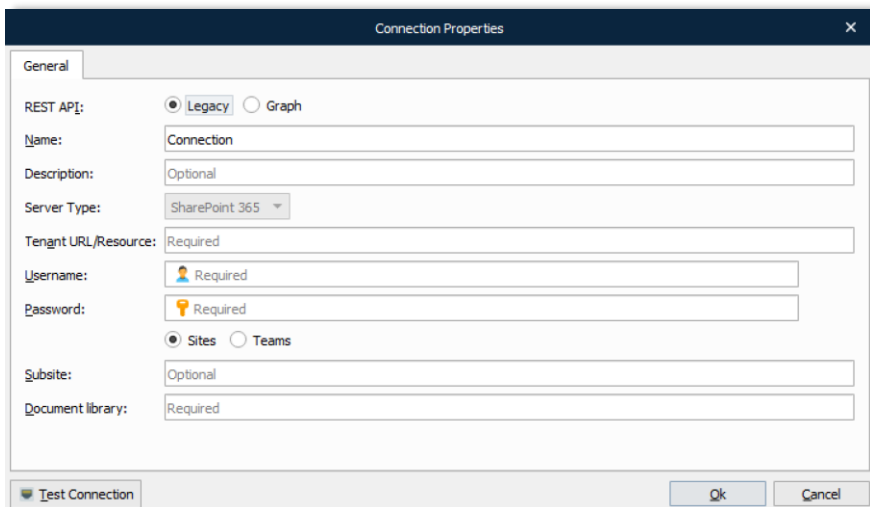 Connection Properties
General
REST API: Legacy Graph
Name: Connection
Description: Optional
Server Type: SharePoint 365
Tenant URL/Resource: Required
Username: Required
Password: Required
Sites Teams
Subsite: Optional
Document library: Required
Test Connection Ok Cancel